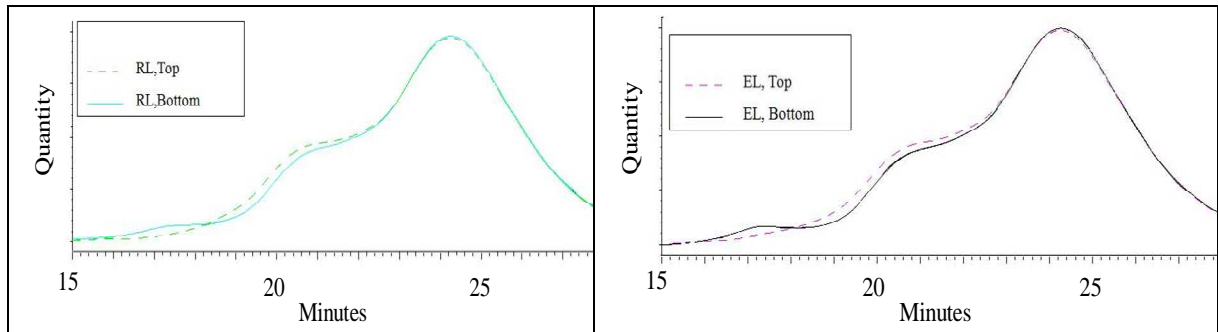 Quantity
RL,Top
RL,Bottom
15 20 25
Minutes
Quantity
EL, Top
EL, Bottom
15 20 25
Minutes